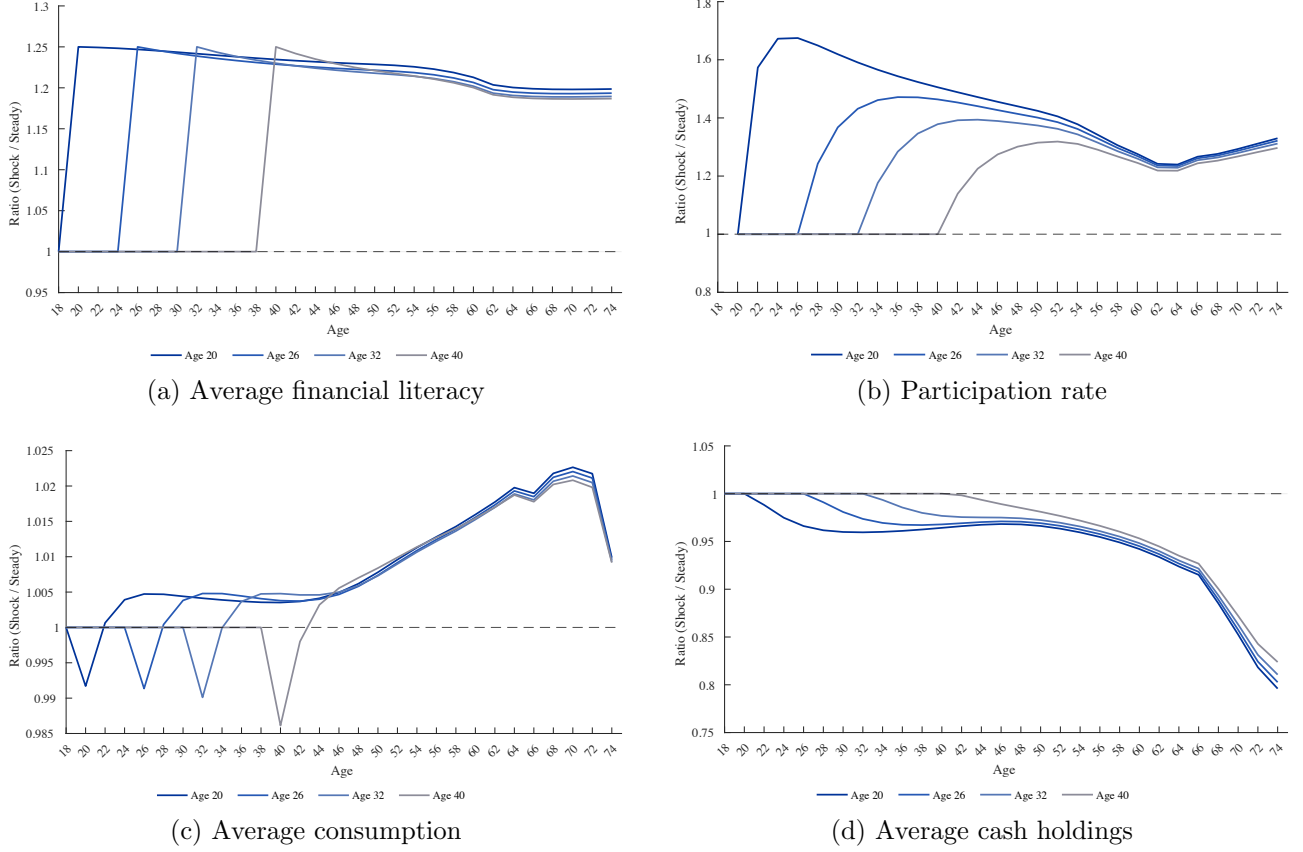 1.3
1.25
1.2
1.15
1.1
1.05
1
0.95
Ratio (Shock / Steady)
18 20 22 24 26 28 30 32 34 36 38 40 42 44 46 48 50 52 54 56 58 60 62 64 66 68 70 72 74
Age
Age 20 Age 26 Age 32 Age 40
(a) Average financial literacy
1.8
1.6
1.4
1.2
1
0.8
Ratio (Shock / Steady)
18 20 22 24 26 28 30 32 34 36 38 40 42 44 46 48 50 52 54 56 58 60 62 64 66 68 70 72 74
Age
Age 20 Age 26 Age 32 Age 40
(b) Participation rate
1.025
1.02
1.015
1.01
1.005
1
0.995
0.99
0.985
Ratio (Shock / Steady)
18 20 22 24 26 28 30 32 34 36 38 40 42 44 46 48 50 52 54 56 58 60 62 64 66 68 70 72 74
Age
Age 20 Age 26 Age 32 Age 40
(c) Average consumption
1.05
1
0.95
0.9
0.85
0.8
0.75
Ratio (Shock / Steady)
18 20 22 24 26 28 30 32 34 36 38 40 42 44 46 48 50 52 54 56 58 60 62 64 66 68 70 72 74
Age
Age 20 Age 26 Age 32 Age 40
(d) Average cash holdings